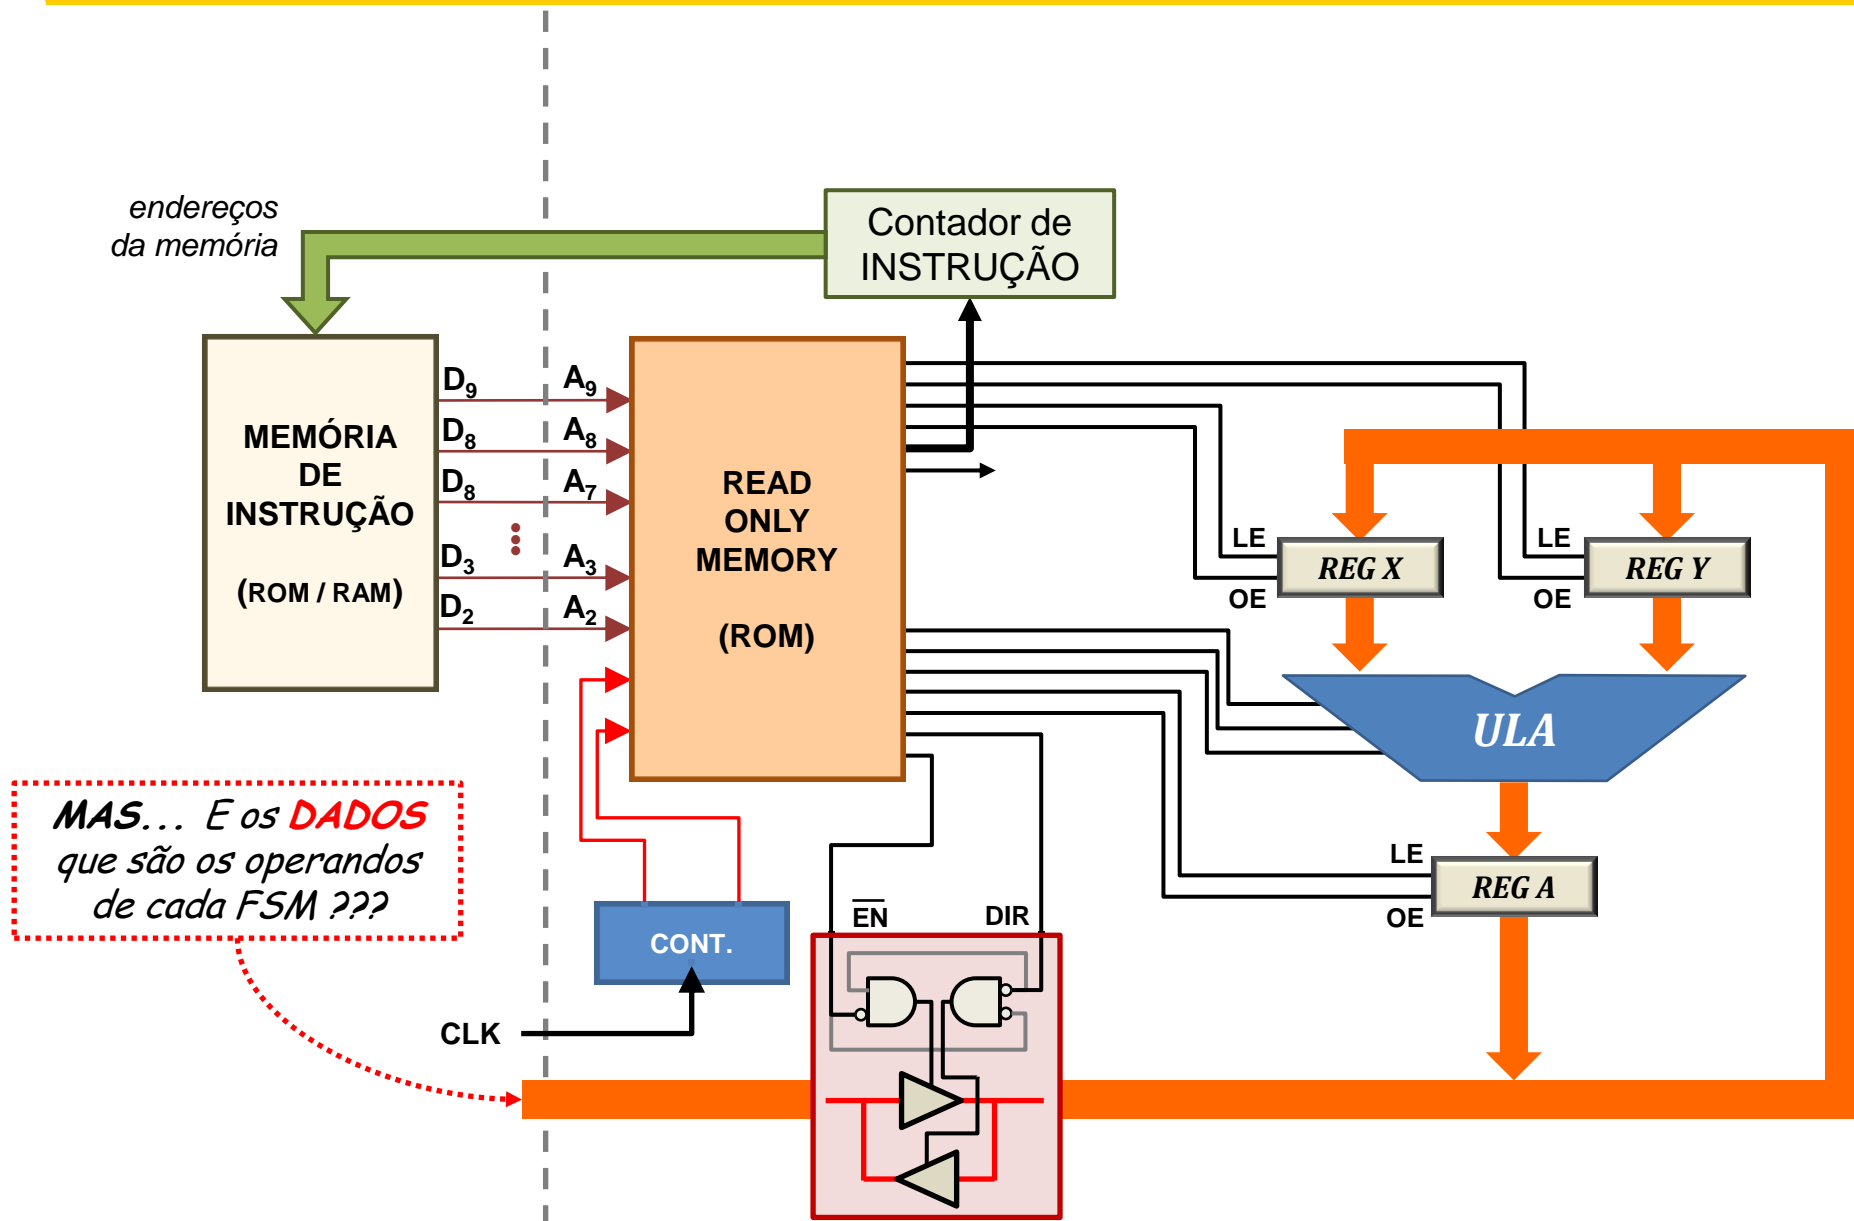 endereços
da memória
Contador de
INSTRUÇÃO
MEMÓRIA
DE
INSTRUÇÃO
(ROM / RAM)
D9
D8
D8
D3
D2
A9
A8
A7
A3
A2
READ
ONLY
MEMORY
(ROM)
LE
OE
REG X
LE
OE
REG Y
ULA
LE
OE
REG A
MAS... E os DADOS
que são os operandos
de cada FSM ???
CONT.
CLK
EN
DIR